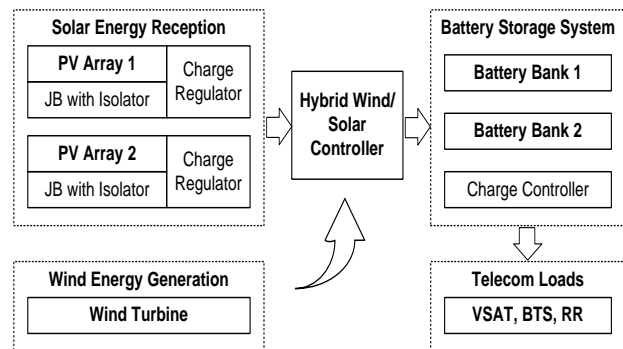 Solar Energy Reception
PV Array 1
JB with Isolator
Charge
Regulator
PV Array 2
JB with Isolator
Charge
Regulator
Wind Energy Generation
Wind Turbine
Hybrid Wind/
Solar
Controller
Battery Storage System
Battery Bank 1
Battery Bank 2
Charge Controller
Telecom Loads
VSAT, BTS, RR